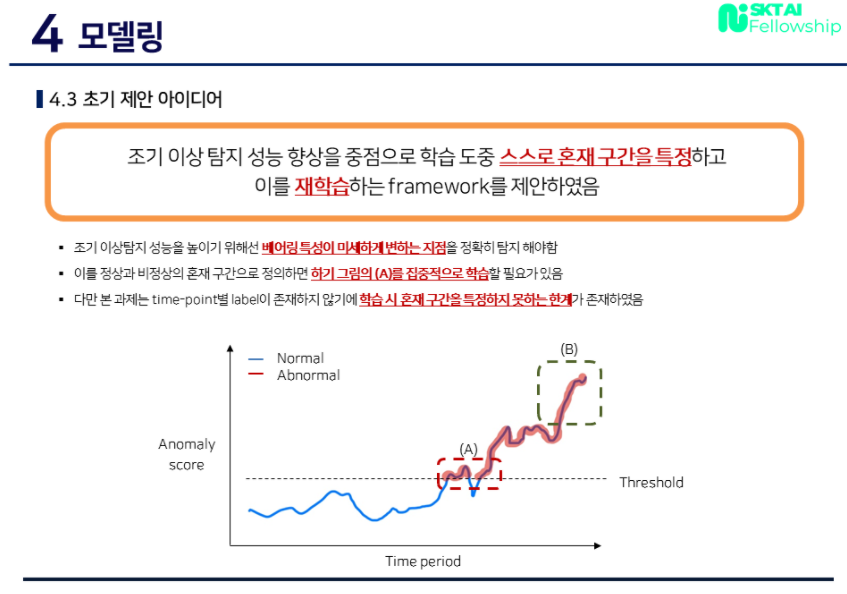 4 모델링
SKT AI
Fellowship
4.3 초기 제안 아이디어
조기 이상 탐지 성능 향상을 중점으로 학습 도중 스스로 혼재 구간을 특정하고
이를 재학습하는 framework를 제안하였음
▪ 조기 이상탐지 성능을 높이기 위해선 베어링 특성이 미세하게 변하는 지점을 정확히 탐지 해야함
▪ 이를 정상과 비정상의 혼재 구간으로 정의하면 하기 그림의 (A)를 집중적으로 학습할 필요가 있음
▪ 다만 본 과제는 time-point별 label이 존재하지 않기에 학습 시 혼재 구간을 특정하지 못하는 한계가 존재하였음
(B)
Normal
Abnormal
(A)
Anomaly
score
Threshold
Time period